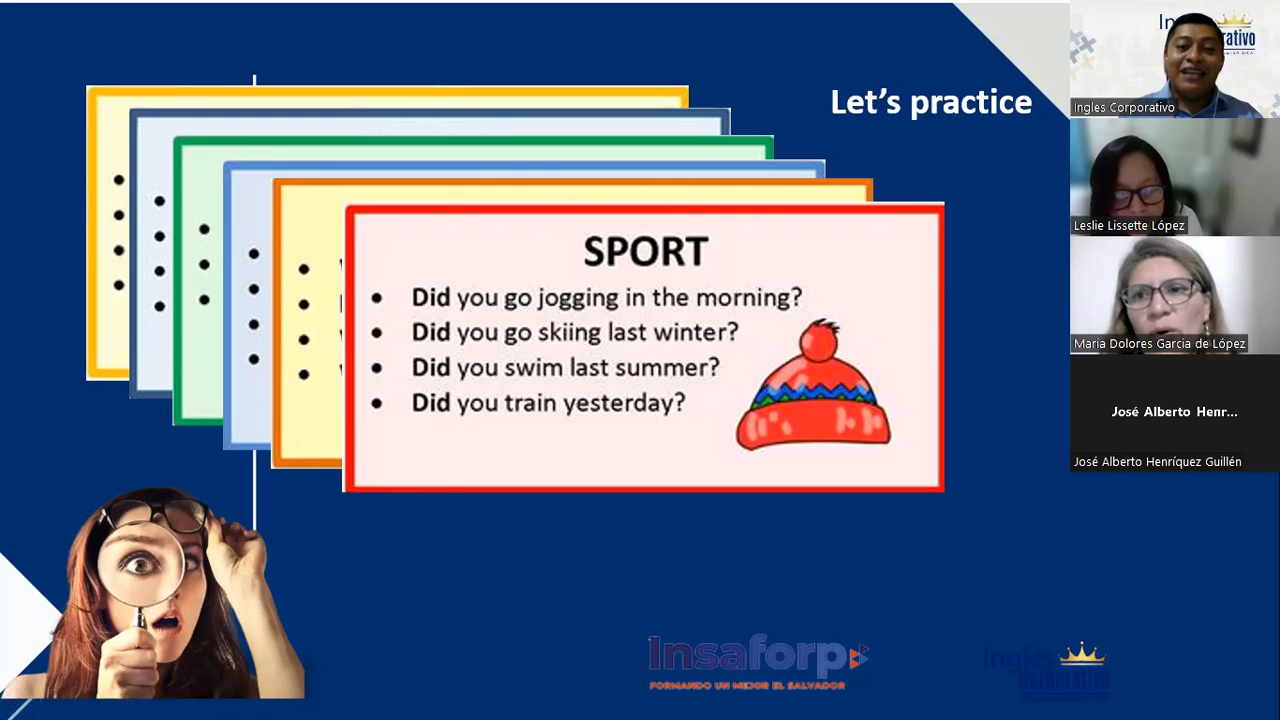 Let's practice
SPORT
• Did you go jogging in the morning?
• Did you go skiing last winter?
• Did you swim last summer?
• Did you train yesterday?
Insaforp
FORMANDO UN MEJOR EL SALVADOR
Ingles
Corporativo
Ingles Corporativo
Leslie Lissette López
Maria Dolores Garcia de López
José Alberto Henr...
José Alberto Henríquez Guillén